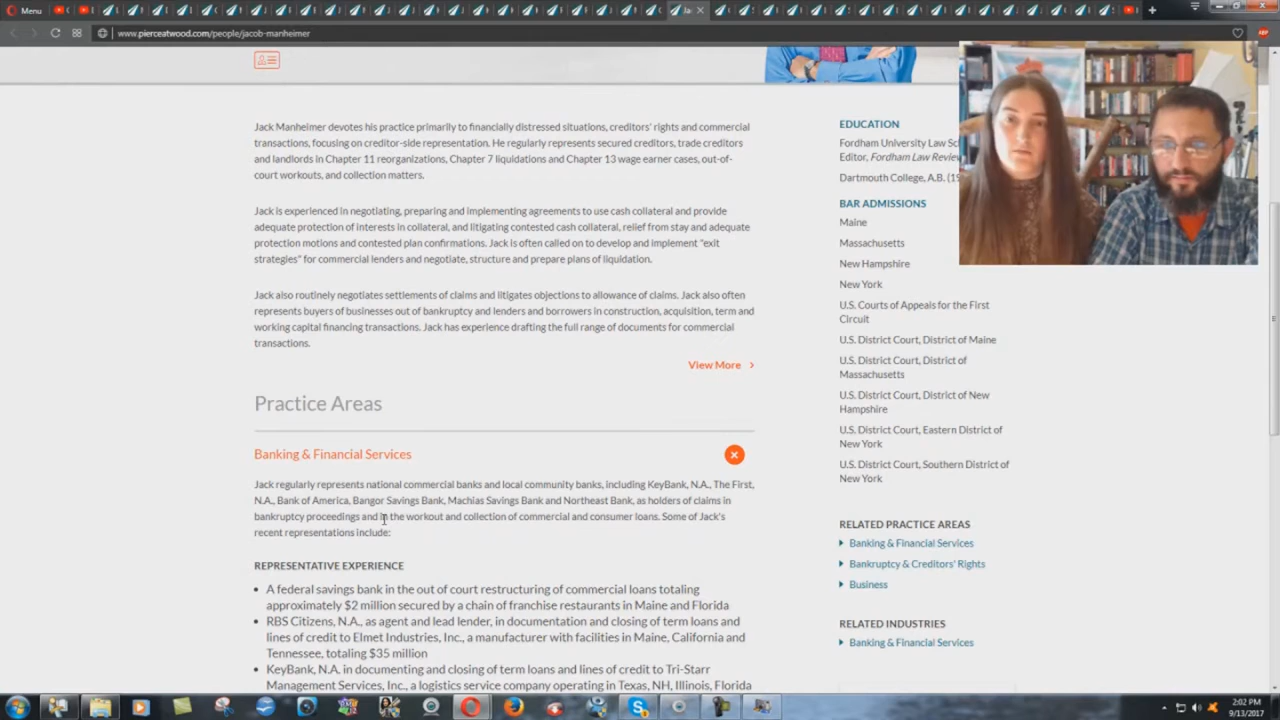 Menu
www.pierceatwood.com/people/jacob-manheimer
Jack Manheimer devotes his practice primarily to financially distressed situations, creditors' rights and commercial
transactions, focusing on creditor-side representation. He regularly represents secured creditors, trade creditors
and landlords in Chapter 11 reorganizations, Chapter 7 liquidations and Chapter 13 wage earner cases, out-of-
court workouts, and collection matters.
Jack is experienced in negotiating, preparing and implementing agreements to use cash collateral and provide
adequate protection of interests in collateral, and litigating contested cash collateral, relief from stay and adequate
protection motions and contested plan confirmations. Jack is often called on to develop and implement "exit
strategies" for commercial lenders and negotiate, structure and prepare plans of liquidation.
Jack also routinely negotiates settlements of claims and litigates objections to allowance of claims. Jack also often
represents buyers of businesses out of bankruptcy and lenders and borrowers in construction, acquisition, term and
working capital financing transactions. Jack has experience drafting the full range of documents for commercial
transactions.
View More
Practice Areas
Banking & Financial Services
Jack regularly represents national commercial banks and local community banks, including KeyBank, N.A., The First,
N.A., Bank of America, Bangor Savings Bank, Machias Savings Bank and Northeast Bank, as holders of claims in
bankruptcy proceedings and in the workout and collection of commercial and consumer loans. Some of Jack's
recent representations include:
REPRESENTATIVE EXPERIENCE
• A federal savings bank in the out of court restructuring of commercial loans totaling
approximately $2 million secured by a chain of franchise restaurants in Maine and Florida
• RBS Citizens, N.A., as agent and lead lender, in documentation and closing of term loans and
lines of credit to Elmet Industries, Inc., a manufacturer with facilities in Maine, California and
Tennessee, totaling $35 million
• KeyBank, N.A. in documenting and closing of term loans and lines of credit to Tri-Starr
Management Services, Inc., a logistics service company operating in Texas, NH, Illinois, Florida
EDUCATION
Fordham University Law
Editor, Fordham Law Review
Dartmouth College, A.B.
BAR ADMISSIONS
Maine
Massachusetts
New Hampshire
New York
U.S. Courts of Appeals for the First
Circuit
U.S. District Court, District of Maine
U.S. District Court, District of
Massachusetts
U.S. District Court, District of New
Hampshire
U.S. District Court, Eastern District of
New York
U.S. District Court, Southern District of
New York
RELATED PRACTICE AREAS
Banking & Financial Services
Bankruptcy & Creditors' Rights
Business
RELATED INDUSTRIES
Banking & Financial Services
2:02 PM
9/13/2017